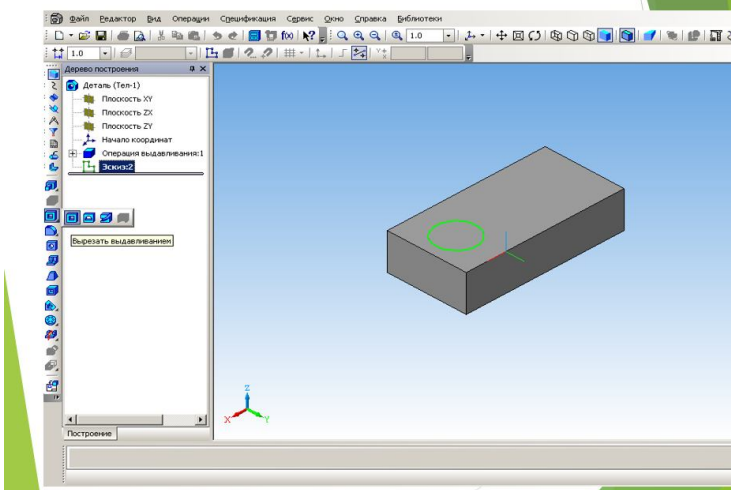 Файл Редактор Вид Операции Спецификация Сервис Окно Справка Библиотеки
f(x) 1.0
1.0
Дерево построения
Деталь (Тел-1)
Плоскость XY
Плоскость ZX
Плоскость ZY
Начало координат
Операция выдавливания:1
Эскиз:2
Вырезать выдавливанием
Z
X Y
Построение